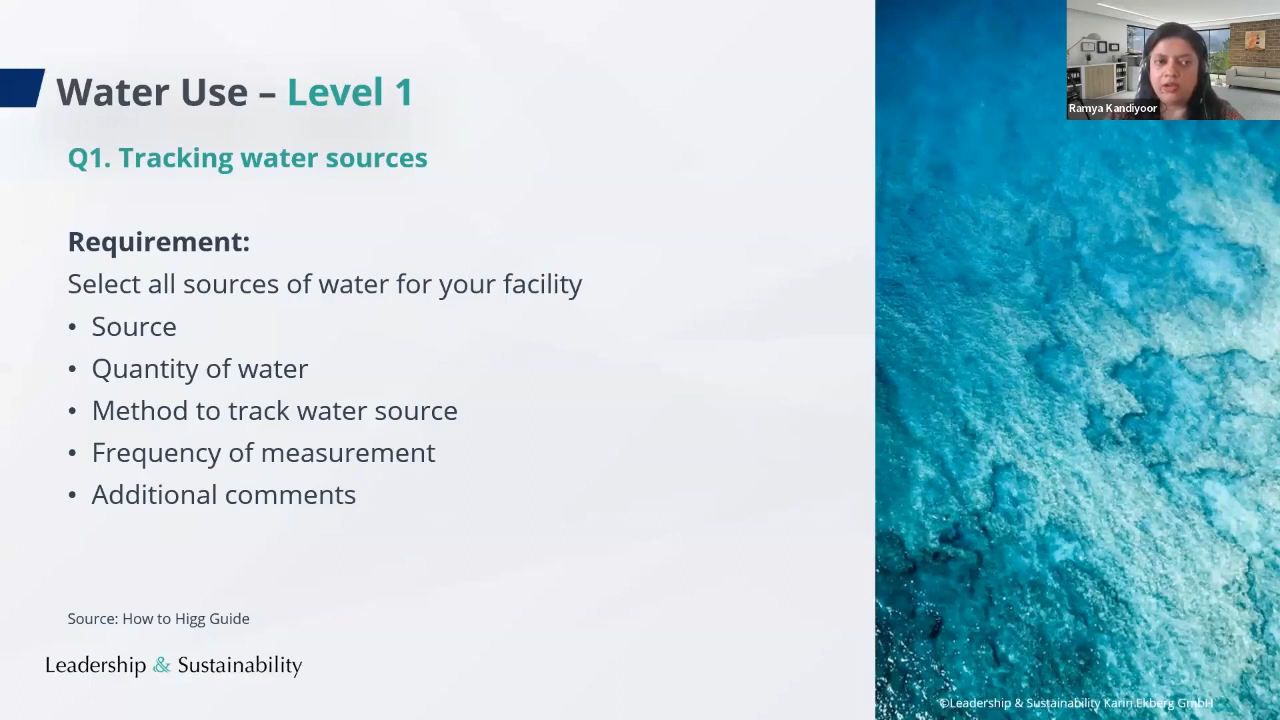 Water Use – Level 1
Q1. Tracking water sources
Requirement:
Select all sources of water for your facility
• Source
• Quantity of water
• Method to track water source
• Frequency of measurement
• Additional comments
Source: How to Higg Guide
Leadership & Sustainability
Ramya Kandiyoor
©Leadership & Sustainability Karin Ekberg GmbH